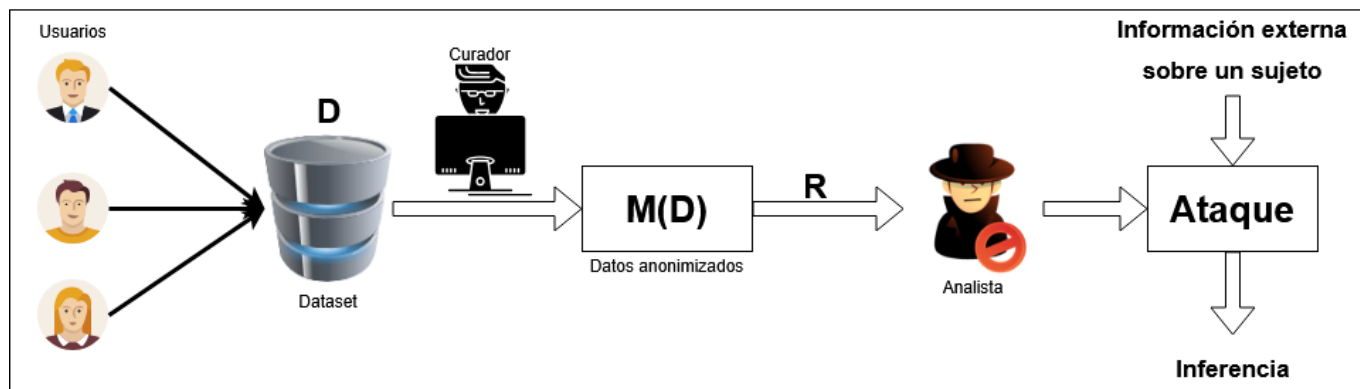 Usuarios
D
Dataset
Curador
M(D)
Datos anonimizados
R
Analista
Información externa
sobre un sujeto
Ataque
Inferencia